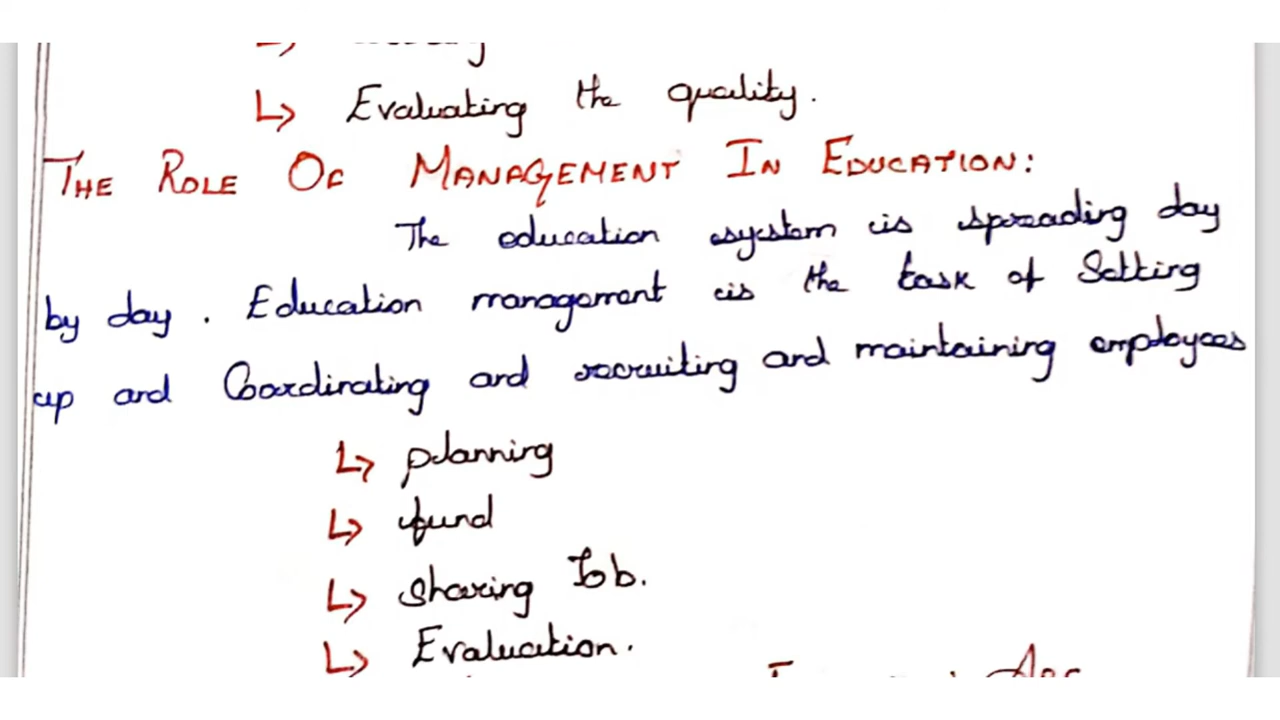 ↳ Evaluating the quality.
THE ROLE OF MANAGEMENT IN EDUCATION:
The education system is spreading day
by day. Education management is the task of Setting
up and Coordinating and recruiting and maintaining employees
↳ planning
↳ fund
↳ sharing Job.
↳ Evaluation.